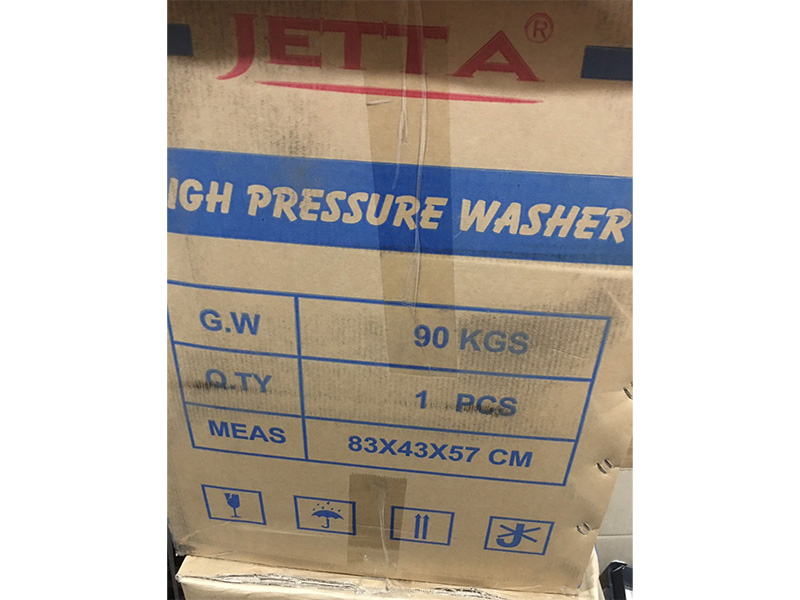 JETTA®
IGH PRESSURE WASHER
G.W 90 KGS
Q.TY 1 PCS
MEAS 83X43X57 CM